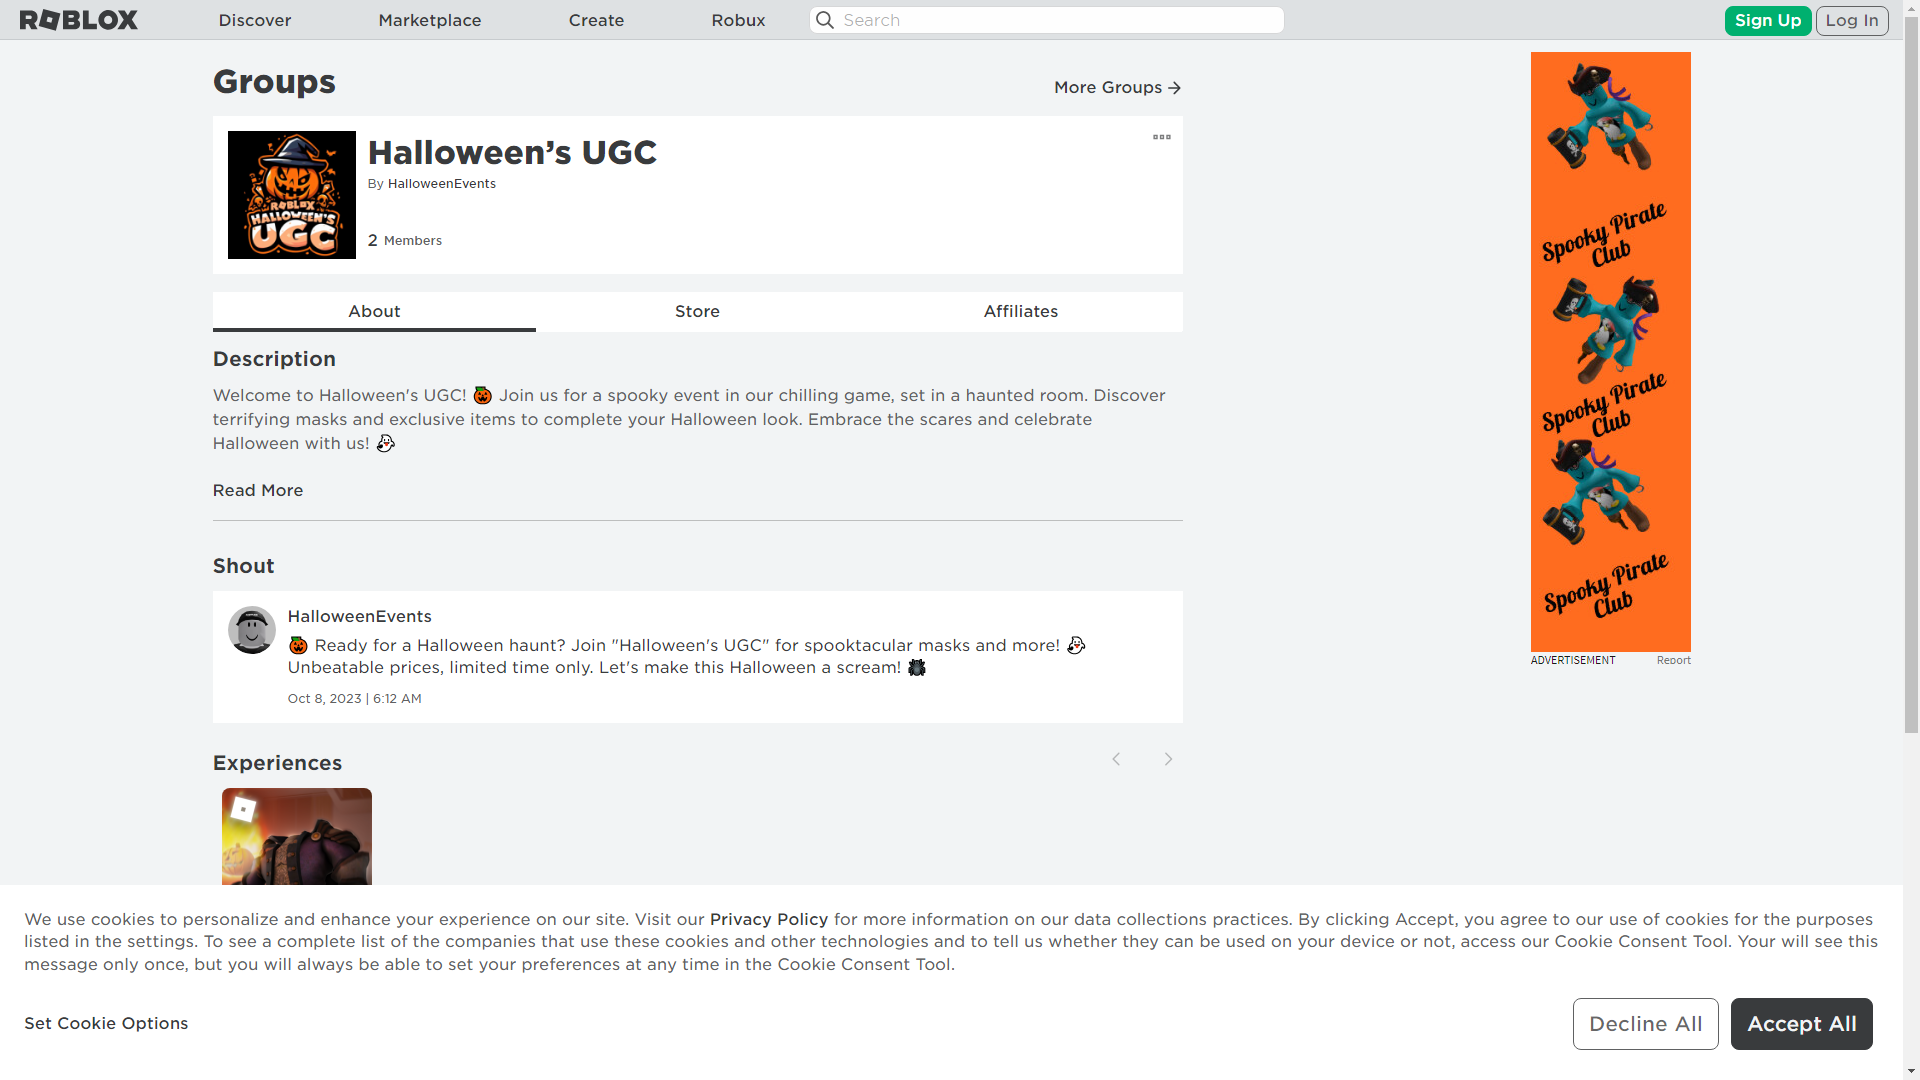 ROBLOX
Discover
Marketplace
Create
Robux
Search
Sign Up
Log In
Groups
More Groups
ROBLOX
HALLOWEEN'S
UGC
Halloween’s UGC
By HalloweenEvents
2 Members
About
Store
Affiliates
Description
Welcome to Halloween's UGC! 🎃 Join us for a spooky event in our chilling game, set in a haunted room. Discover
terrifying masks and exclusive items to complete your Halloween look. Embrace the scares and celebrate
Halloween with us! 👻
Read More
Shout
HalloweenEvents
🎃 Ready for a Halloween haunt? Join "Halloween's UGC" for spooktacular masks and more! 👻
Unbeatable prices, limited time only. Let's make this Halloween a scream! 🕷
Oct 8, 2023 | 6:12 AM
Experiences
Spooky Pirate
Club
Spooky Pirate
Club
Spooky Pirate
Club
ADVERTISEMENT
Report
We use cookies to personalize and enhance your experience on our site. Visit our Privacy Policy for more information on our data collections practices. By clicking Accept, you agree to our use of cookies for the purposes
listed in the settings. To see a complete list of the companies that use these cookies and other technologies and to tell us whether they can be used on your device or not, access our Cookie Consent Tool. Your will see this
message only once, but you will always be able to set your preferences at any time in the Cookie Consent Tool.
Set Cookie Options
Decline All
Accept All